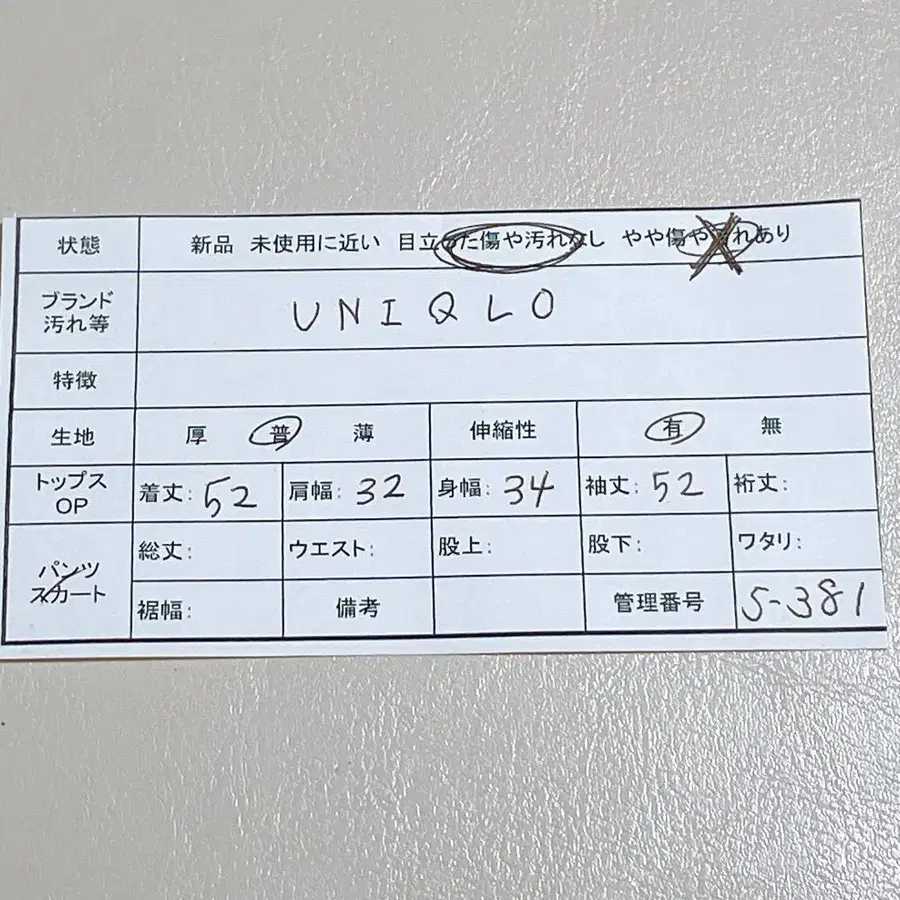 状態 新品 未使用に近い 目立った傷や汚れなし やや傷や汚れあり
ブランド
汚れ等 UNIQLO
特徴
生地 厚 普 薄 伸縮性 有 無
トップス
OP 着丈: 52 肩幅: 32 身幅: 34 袖丈: 52 裄丈:
パンツ
スカート
総丈: ウエスト: 股上: 股下: ワタリ:
裾幅: 備考 管理番号 S-381